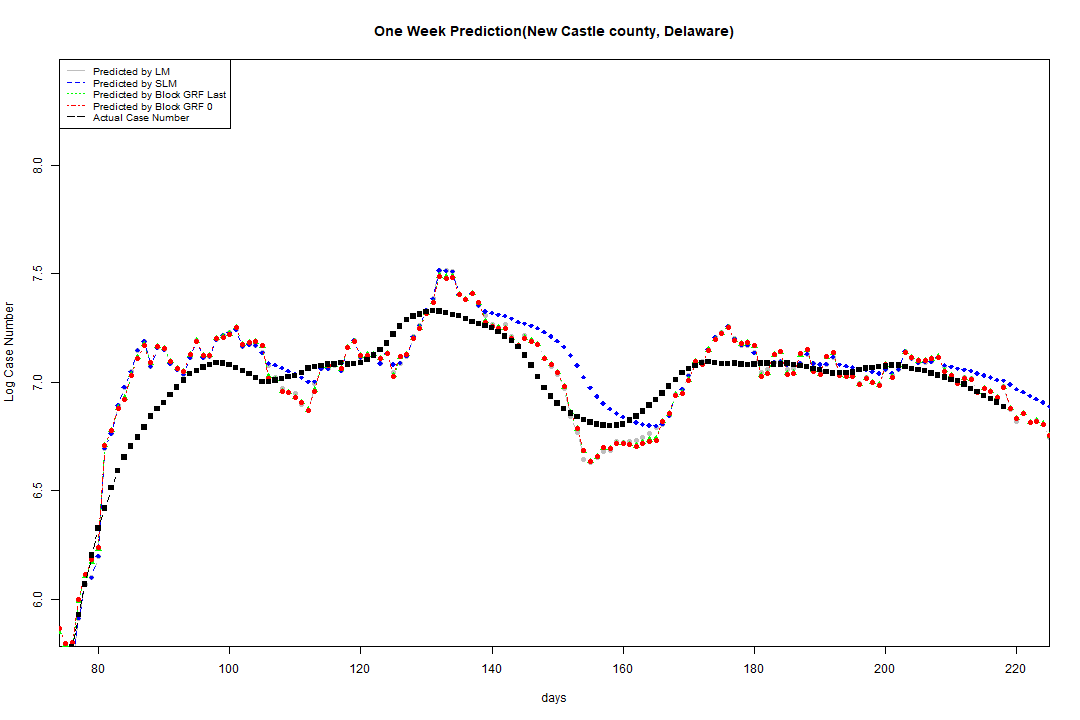 One Week Prediction(New Castle county, Delaware)
Predicted by LM
Predicted by SLM
Predicted by Block GRF Last
Predicted by Block GRF 0
Actual Case Number
8.0
7.5
7.0
6.5
6.0
Log Case Number
80 100 120 140 160 180 200 220
days